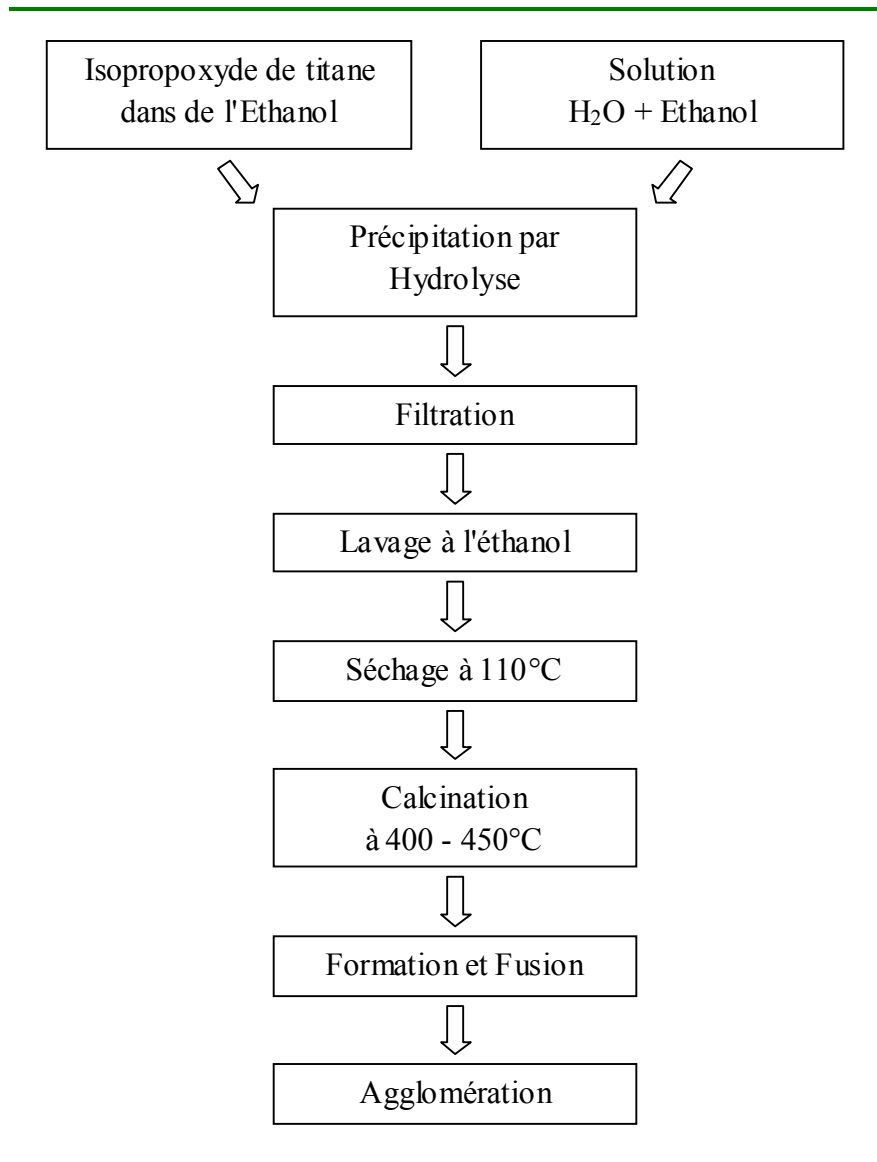 Isopropoxyde de titane
dans de l'Ethanol
Solution
H₂O + Ethanol
Précipitation par
Hydrolyse
Filtration
Lavage à l'éthanol
Séchage à 110°C
Calcination
à 400 - 450°C
Formation et Fusion
Agglomération